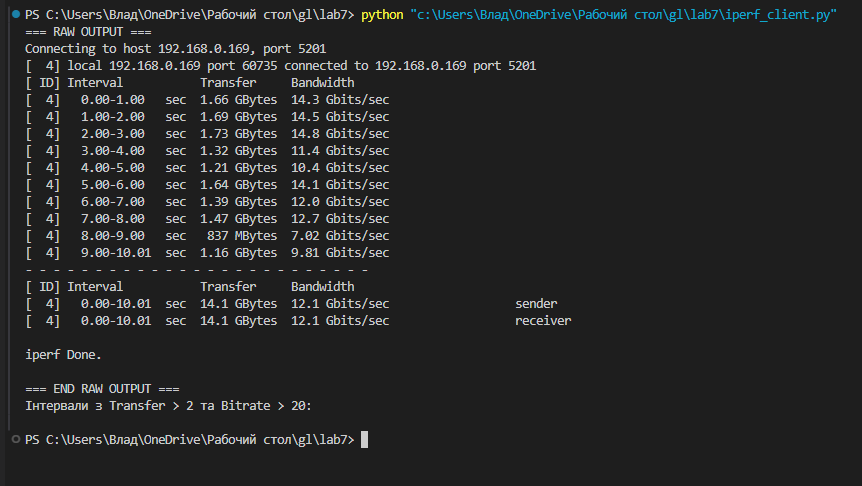 PS C:\Users\Влад\OneDrive\Рабочий стол\gl\lab7> python "c:\Users\Влад\OneDrive\Рабочий стол\gl\lab7\iperf_client.py"
=== RAW OUTPUT ===
Connecting to host 192.168.0.169, port 5201
[  4] local 192.168.0.169 port 60735 connected to 192.168.0.169 port 5201
[ ID] Interval           Transfer     Bandwidth
[  4]   0.00-1.00   sec  1.66 GBytes  14.3 Gbits/sec
[  4]   1.00-2.00   sec  1.69 GBytes  14.5 Gbits/sec
[  4]   2.00-3.00   sec  1.73 GBytes  14.8 Gbits/sec
[  4]   3.00-4.00   sec  1.32 GBytes  11.4 Gbits/sec
[  4]   4.00-5.00   sec  1.21 GBytes  10.4 Gbits/sec
[  4]   5.00-6.00   sec  1.64 GBytes  14.1 Gbits/sec
[  4]   6.00-7.00   sec  1.39 GBytes  12.0 Gbits/sec
[  4]   7.00-8.00   sec  1.47 GBytes  12.7 Gbits/sec
[  4]   8.00-9.00   sec   837 MBytes  7.02 Gbits/sec
[  4]   9.00-10.01  sec  1.16 GBytes  9.81 Gbits/sec
- - - - - - - - - - - - - - - - - - - - - - - - -
[ ID] Interval           Transfer     Bandwidth
[  4]   0.00-10.01  sec  14.1 GBytes  12.1 Gbits/sec                  sender
[  4]   0.00-10.01  sec  14.1 GBytes  12.1 Gbits/sec                  receiver
iperf Done.
=== END RAW OUTPUT ===
Інтервали з Transfer > 2 та Bitrate > 20:
PS C:\Users\Влад\OneDrive\Рабочий стол\gl\lab7>